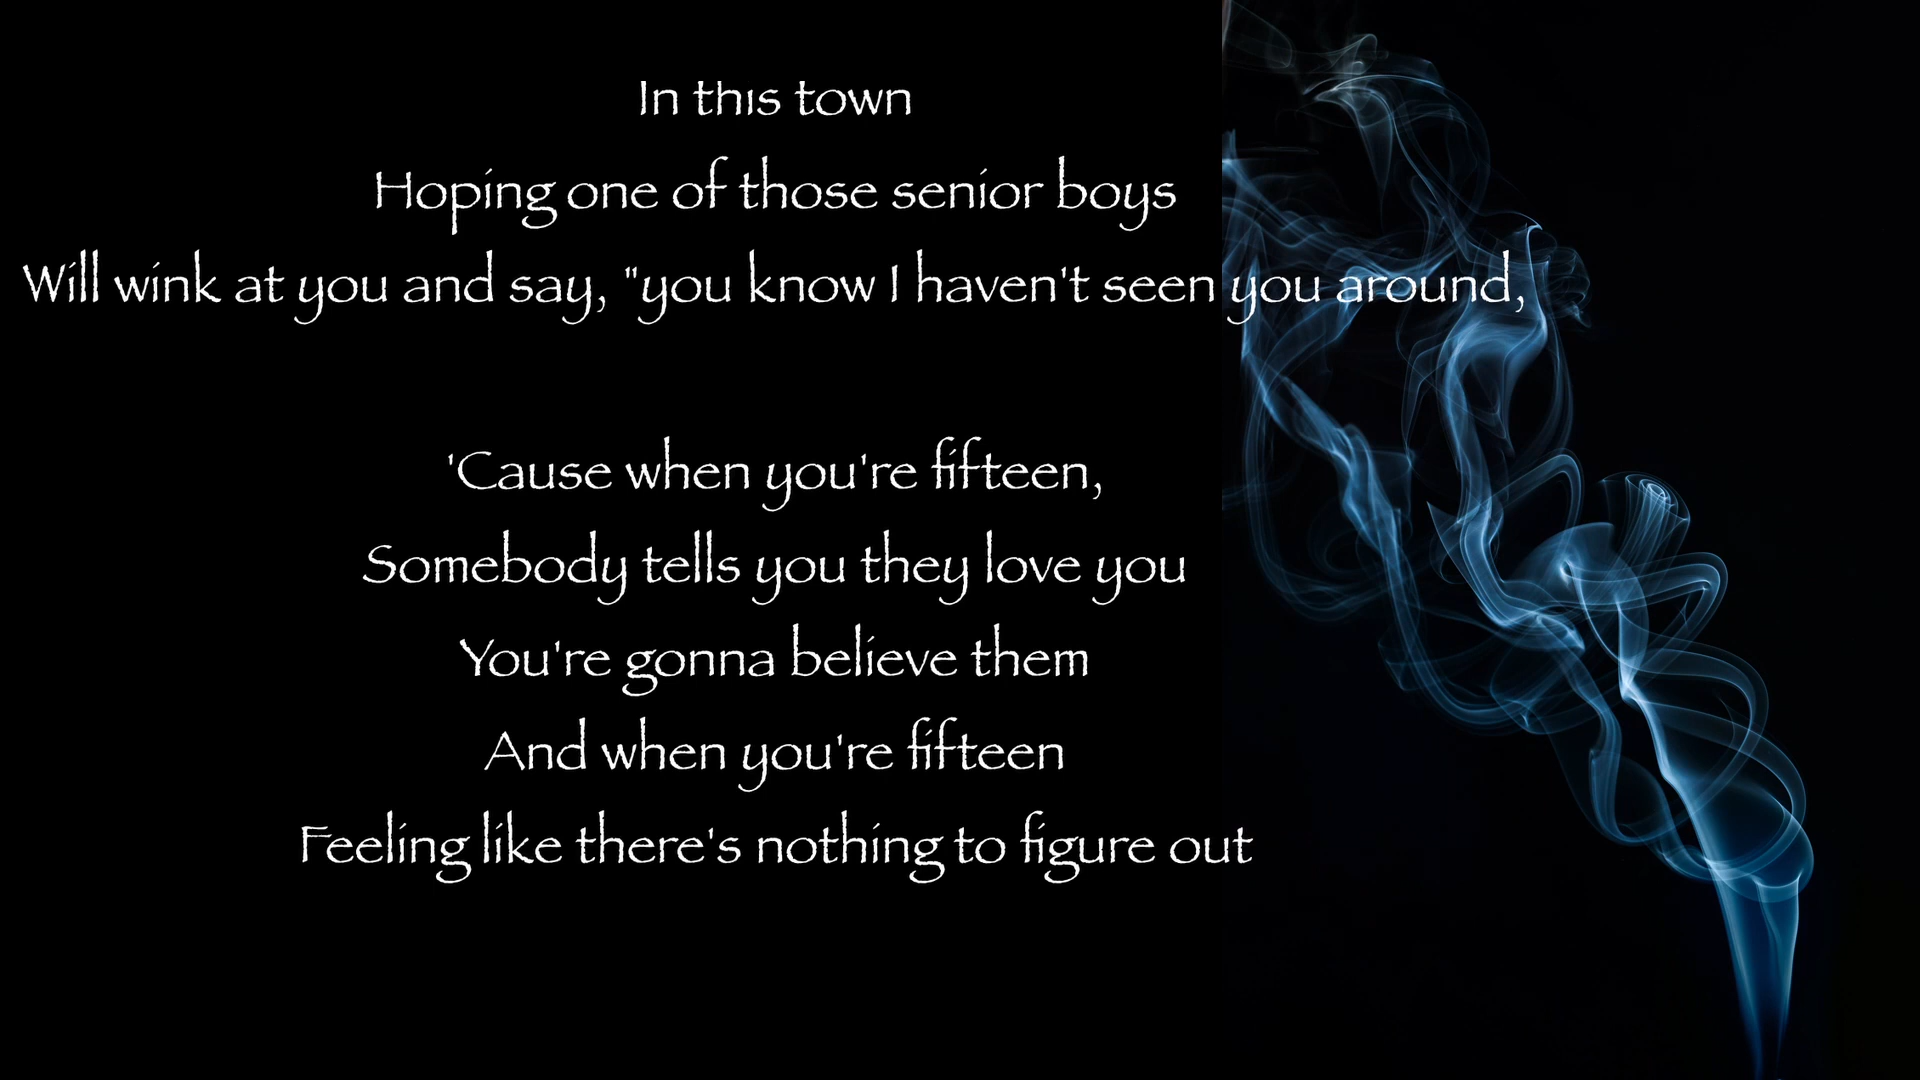 In this town
Hoping one of those senior boys
Will wink at you and say, "you know I haven't seen you around,
'Cause when you're fifteen,
Somebody tells you they love you
You're gonna believe them
And when you're fifteen
Feeling like there's nothing to figure out